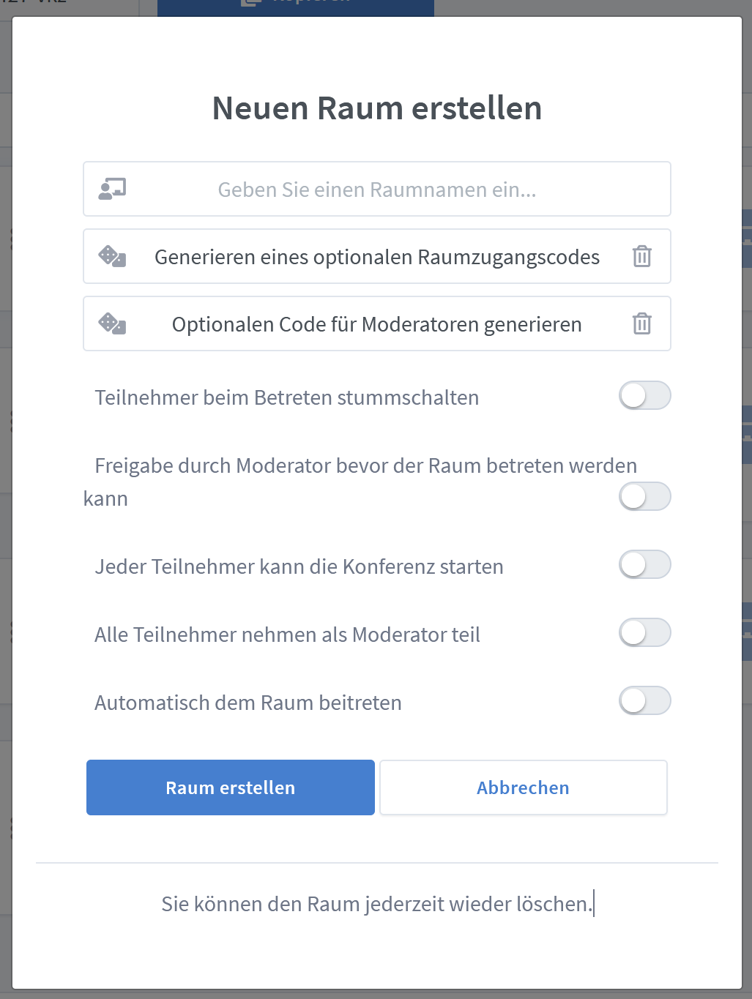 Neuen Raum erstellen
Geben Sie einen Raumnamen ein...
Generieren eines optionalen Raumzugangscodes
Optionalen Code für Moderatoren generieren
Teilnehmer beim Betreten stummschalten
Freigabe durch Moderator bevor der Raum betreten werden
kann
Jeder Teilnehmer kann die Konferenz starten
Alle Teilnehmer nehmen als Moderator teil
Automatisch dem Raum beitreten
Raum erstellen
Abbrechen
Sie können den Raum jederzeit wieder löschen.